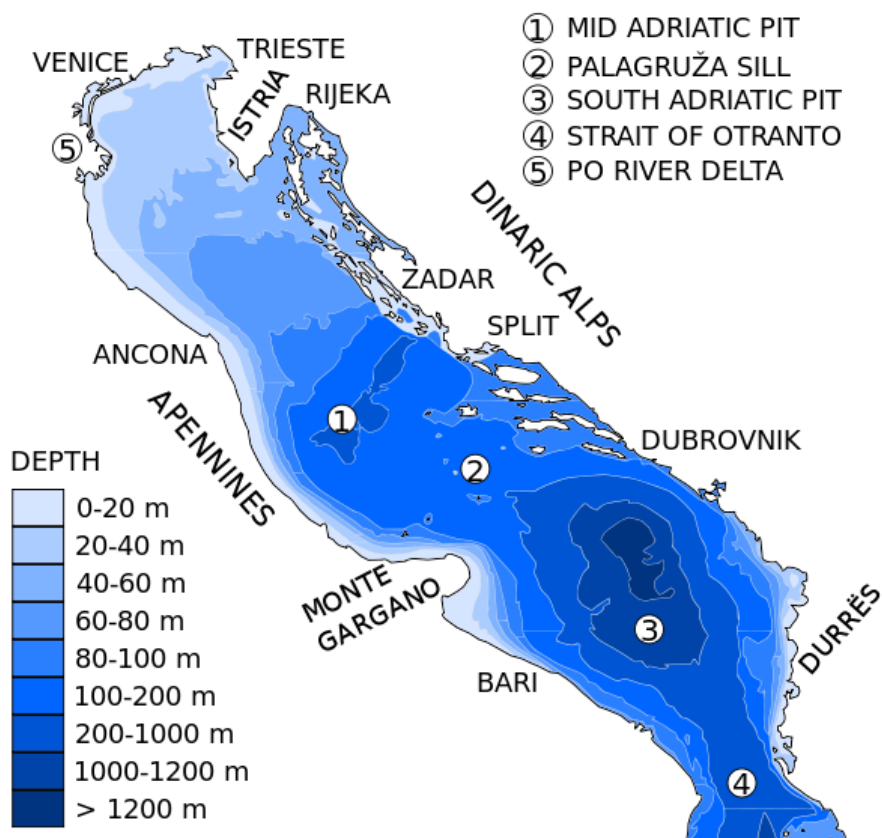 ① MID ADRIATIC PIT
② PALAGRUŽA SILL
③ SOUTH ADRIATIC PIT
④ STRAIT OF OTRANTO
⑤ PO RIVER DELTA
VENICE
TRIESTE
ISTRIA
RIJEKA
5
DINARIC ALPS
ZADAR
SPLIT
ANCONA
APENNINES
1
2
DUBROVNIK
MONTE
GARGANO
3
DURRËS
BARI
4
DEPTH
0-20 m
20-40 m
40-60 m
60-80 m
80-100 m
100-200 m
200-1000 m
1000-1200 m
> 1200 m